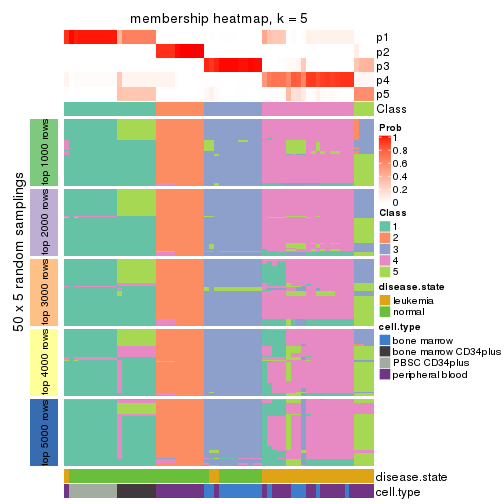 membership heatmap, k = 5
p1
p2
p3
p4
p5
Class
50 x 5 random samplings
top 1000 rows
top 2000 rows
top 3000 rows
top 4000 rows
top 5000 rows
disease.state
cell.type
Prob
1
0.8
0.6
0.4
0.2
0
Class
1
2
3
4
5
disease.state
leukemia
normal
cell.type
bone marrow
bone marrow CD34plus
PBSC CD34plus
peripheral blood